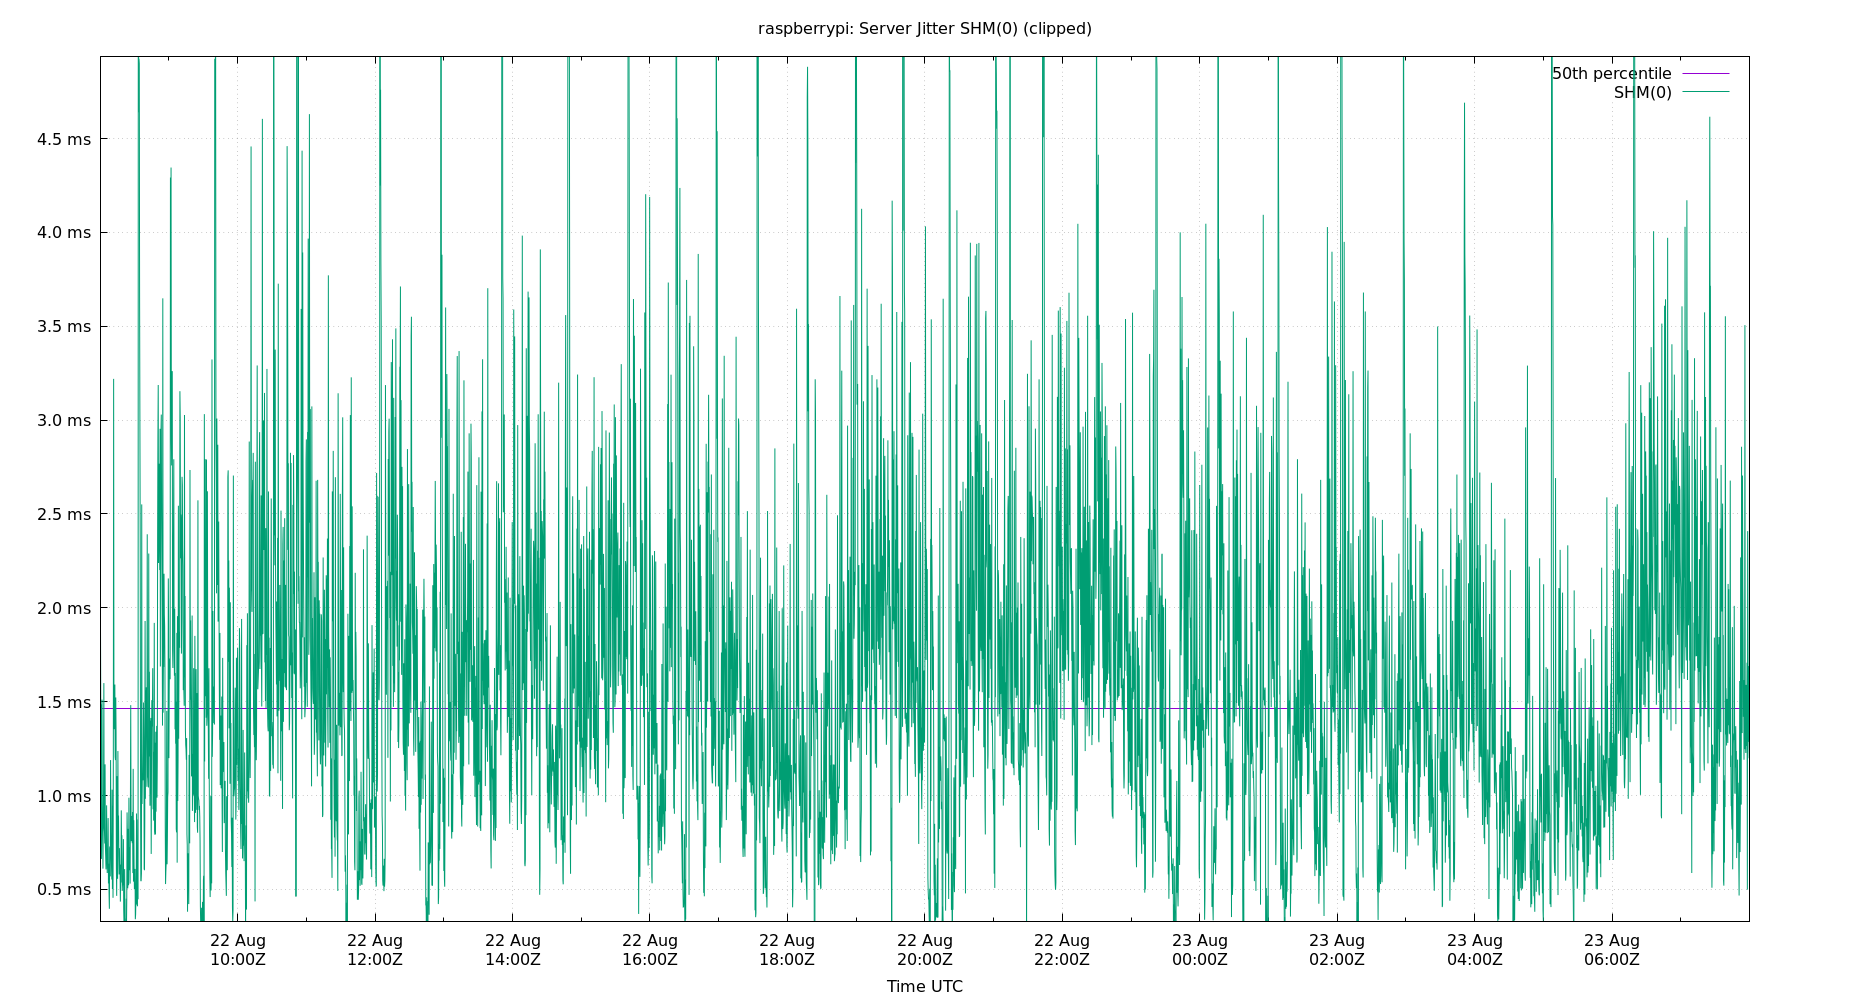 raspberrypi: Server Jitter SHM(0) (clipped)
50th percentile
SHM(0)
4.5 ms
4.0 ms
3.5 ms
3.0 ms
2.5 ms
2.0 ms
1.5 ms
1.0 ms
0.5 ms
22 Aug 22 Aug 22 Aug 22 Aug 22 Aug 22 Aug 22 Aug 23 Aug 23 Aug 23 Aug 23 Aug
10:00Z 12:00Z 14:00Z 16:00Z 18:00Z 20:00Z 22:00Z 00:00Z 02:00Z 04:00Z 06:00Z
Time UTC